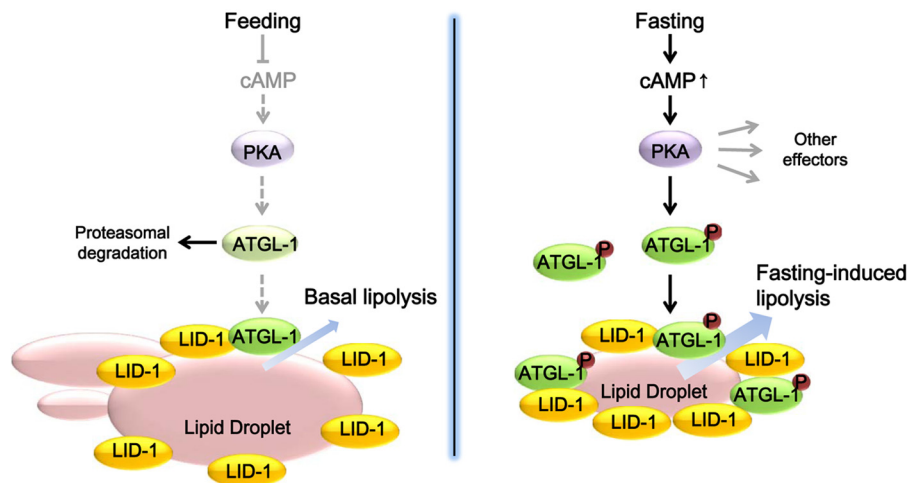 Feeding
cAMP
PKA
Proteasomal
degradation
ATGL-1
Basal lipolysis
LID-1
ATGL-1
LID-1
LID-1
Lipid Droplet
LID-1
LID-1
LID-1
Fasting
cAMP↑
PKA
Other
effectors
P
ATGL-1
P
ATGL-1
Fasting-induced
lipolysis
P
LID-1
ATGL-1
P
LID-1
ATGL-1
P
Lipid Droplet
ATGL-1
LID-1
LID-1
LID-1